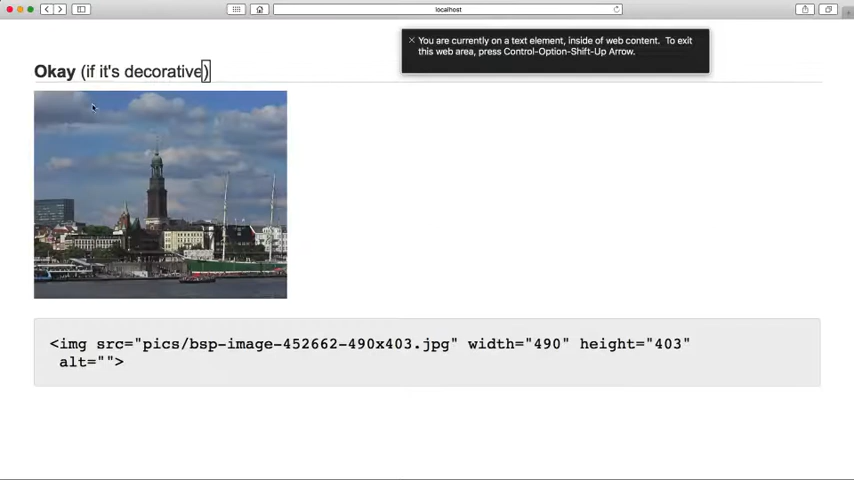 localhost
You are currently on a text element, inside of web content. To exit
this web area, press Control-Option-Shift-Up Arrow.
Okay (if it's decorative)
<img src="pics/bsp-image-452662-490x403.jpg" width="490" height="403"
alt="">